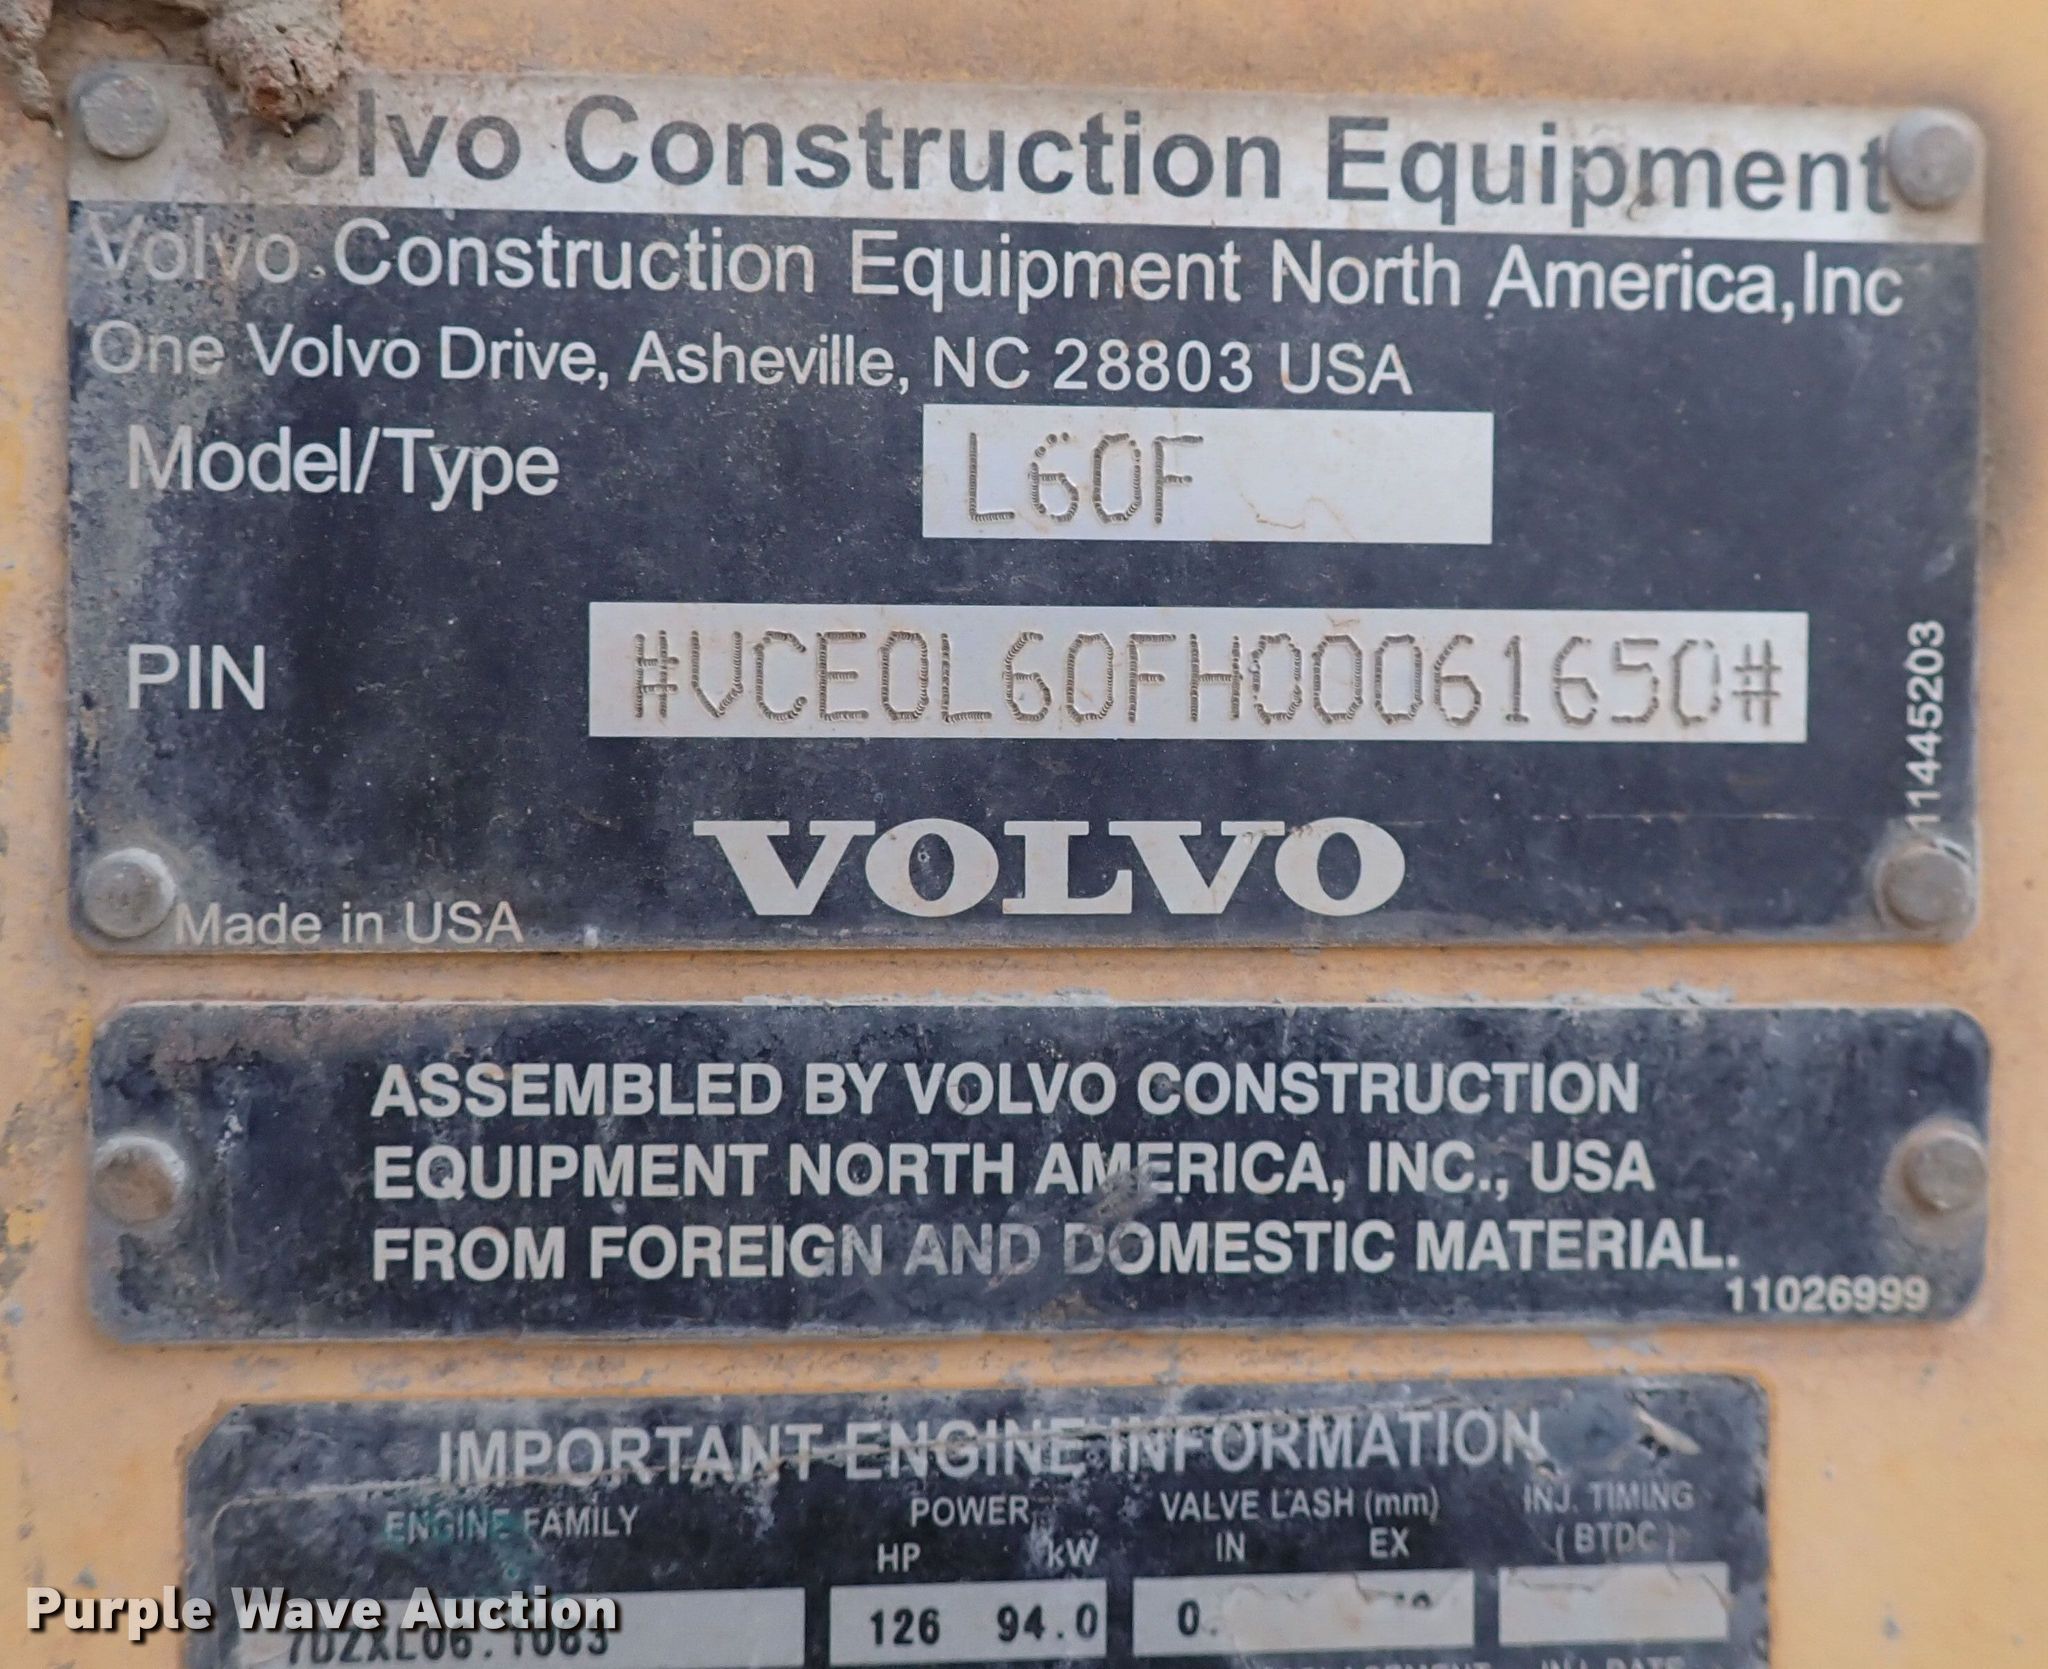 Volvo Construction Equipment
Volvo Construction Equipment North America,Inc
One Volvo Drive, Asheville, NC 28803 USA
Model/Type L60F
PIN #VCE0L60FH00061650#
11445203
VOLVO
Made in USA
ASSEMBLED BY VOLVO CONSTRUCTION
EQUIPMENT NORTH AMERICA, INC., USA
FROM FOREIGN AND DOMESTIC MATERIAL.
11026999
IMPORTANT ENGINE INFORMATION
ENGINE FAMILY POWER VALVE LASH (mm) INJ. TIMING
HP kW IN EX (BTDC)
126 94.0 0.
Purple Wave Auction